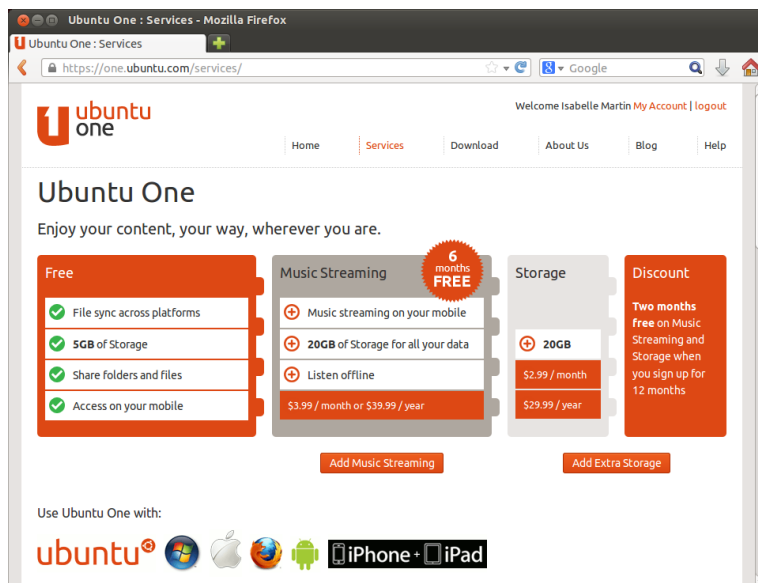 Ubuntu One : Services - Mozilla Firefox
Ubuntu One : Services
https://one.ubuntu.com/services/
Google
ubuntu
one
Welcome Isabelle Martin My Account | logout
Home Services Download About Us Blog Help
Ubuntu One
Enjoy your content, your way, wherever you are.
Free
File sync across platforms
5GB of Storage
Share folders and files
Access on your mobile
Music Streaming
6
months
FREE
Music streaming on your mobile
20GB of Storage for all your data
Listen offline
$3.99 / month or $39.99 / year
Storage
20GB
$2.99 / month
$29.99 / year
Discount
Two months
free on Music
Streaming and
Storage when
you sign up for
12 months
Add Music Streaming
Add Extra Storage
Use Ubuntu One with:
ubuntu
iPhone + iPad